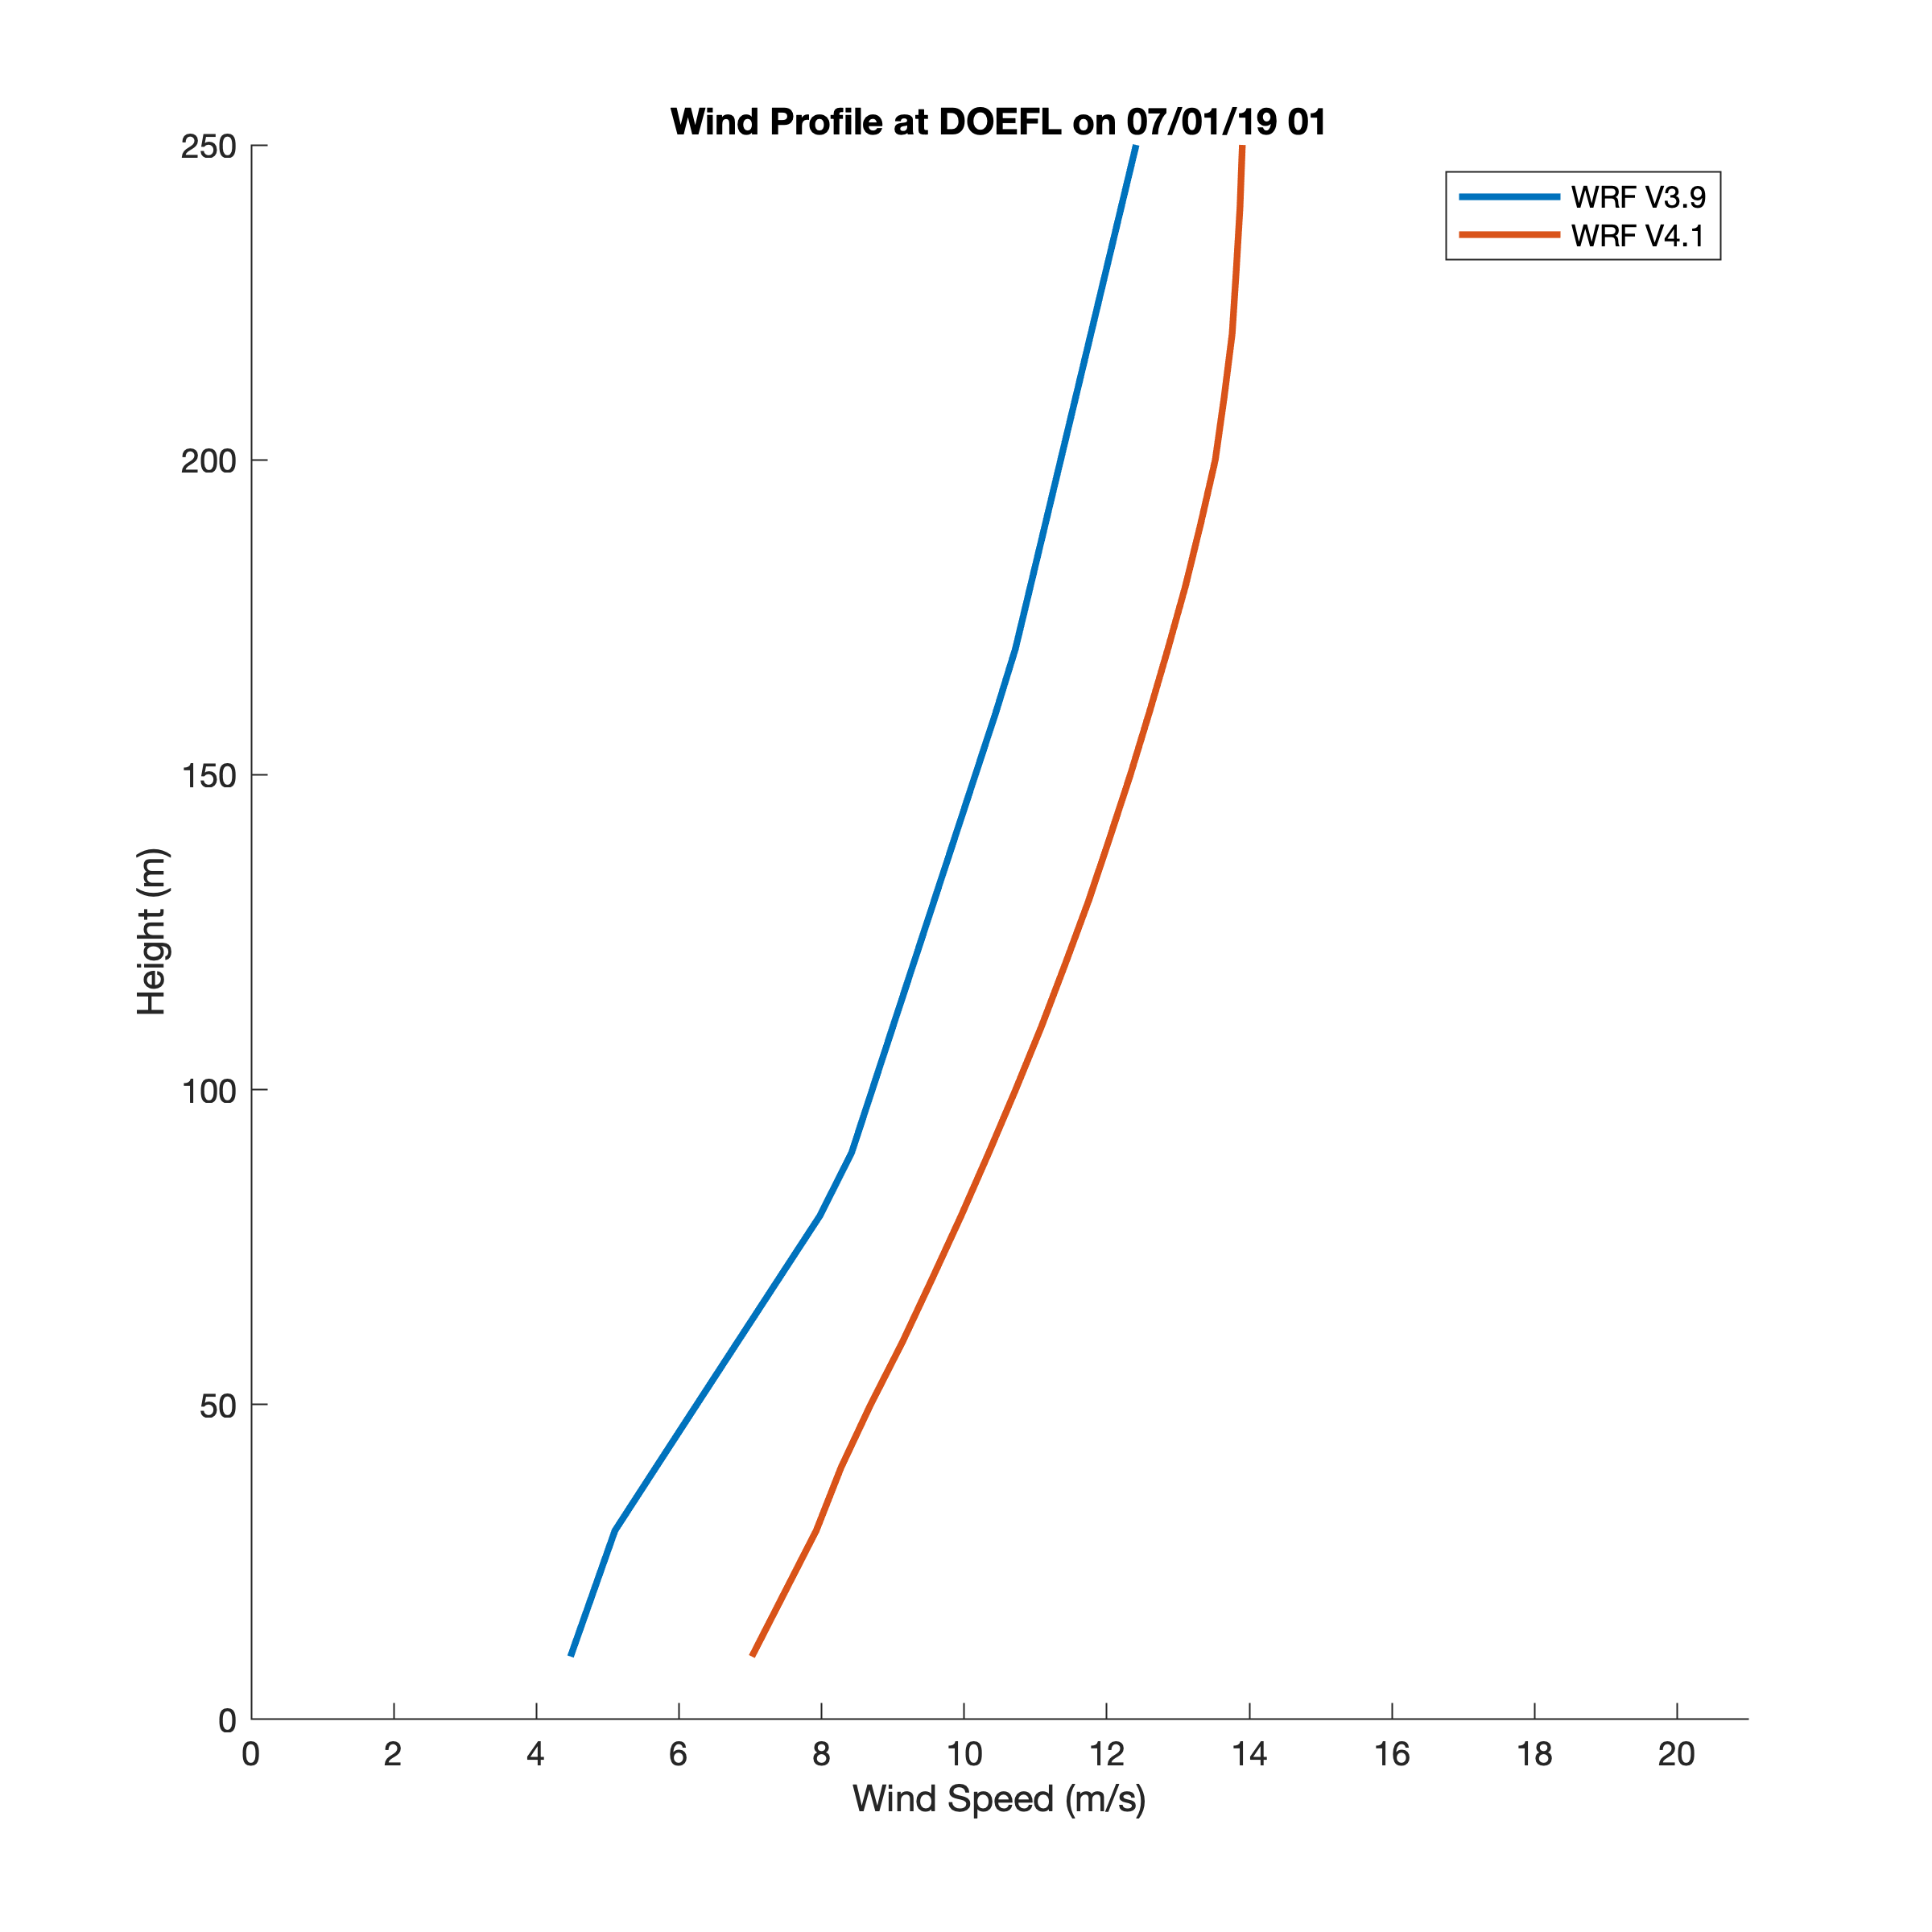 Wind Profile at DOEFL on 07/01/19 01
WRF V3.9
WRF V4.1
250
200
150
100
50
0
Height (m)
0 2 4 6 8 10 12 14 16 18 20
Wind Speed (m/s)